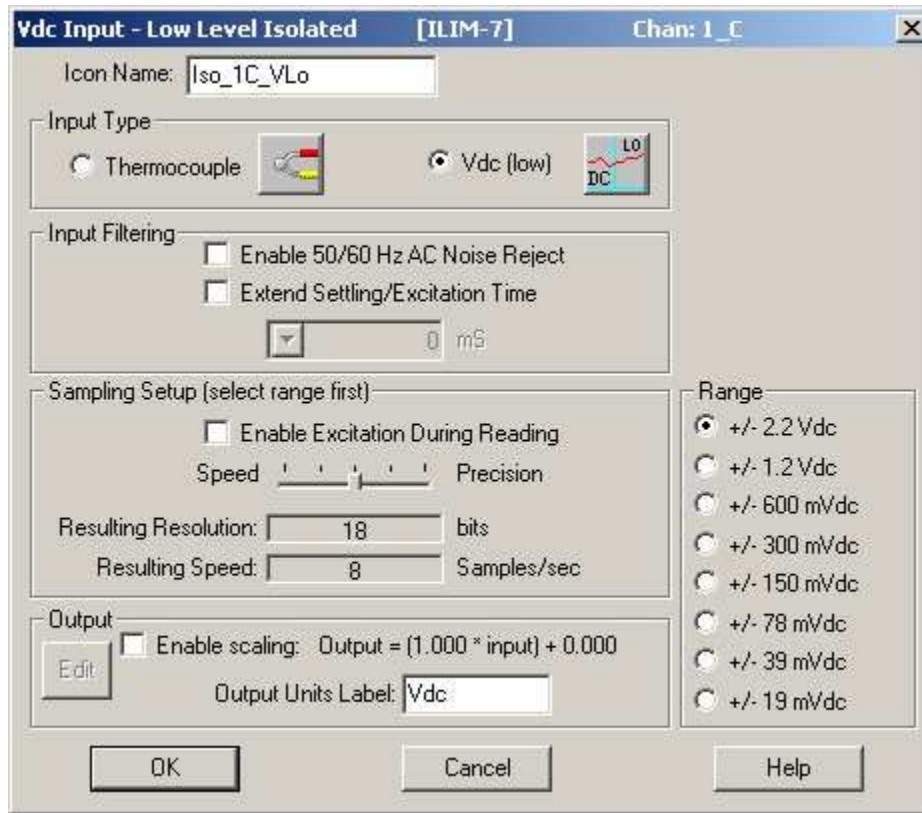 Vdc Input - Low Level Isolated [ILIM-7] Chan: 1_C
Icon Name: Iso_1C_VLo
Input Type
Thermocouple
Vdc (low)
LO
DC
Input Filtering
Enable 50/60 Hz AC Noise Reject
Extend Settling/Excitation Time
0 mS
Sampling Setup (select range first)
Enable Excitation During Reading
Speed Precision
Resulting Resolution: 18 bits
Resulting Speed: 8 Samples/sec
Range
+/- 2.2 Vdc
+/- 1.2 Vdc
+/- 600 mVdc
+/- 300 mVdc
+/- 150 mVdc
+/- 78 mVdc
+/- 39 mVdc
+/- 19 mVdc
Output
Edit
Enable scaling: Output = (1.000 * input) + 0.000
Output Units Label: Vdc
OK Cancel Help